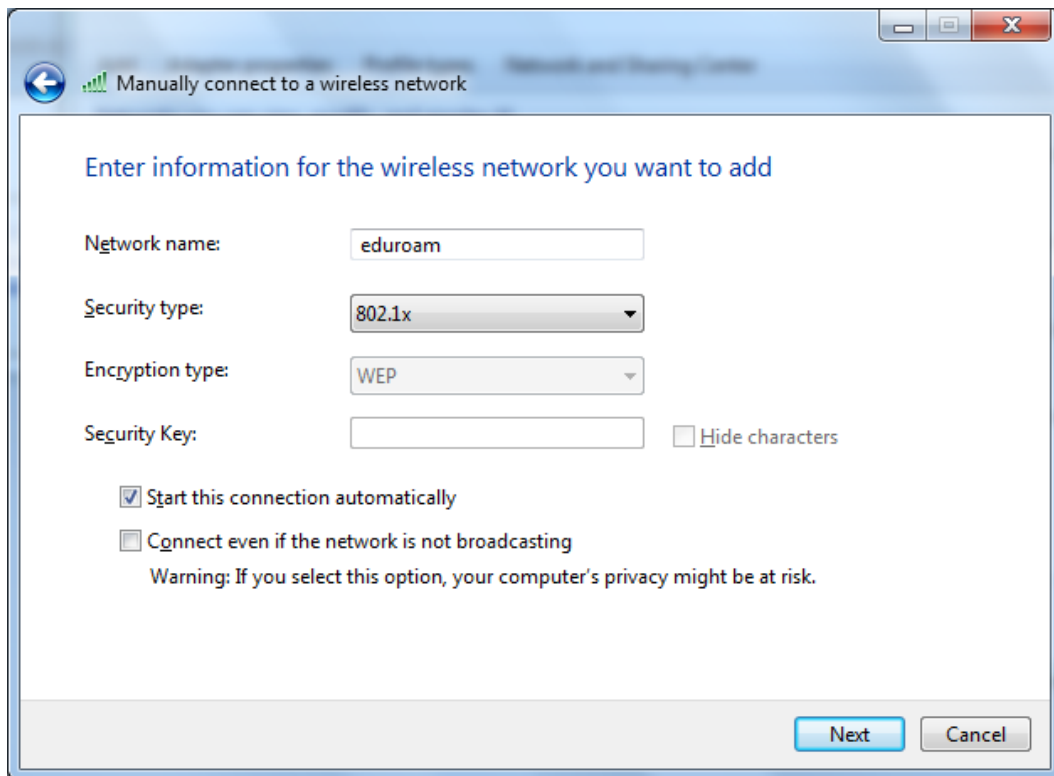 Manually connect to a wireless network
Enter information for the wireless network you want to add
Network name:
eduroam
Security type:
802.1x
Encryption type:
WEP
Security Key:
Hide characters
Start this connection automatically
Connect even if the network is not broadcasting
Warning: If you select this option, your computer's privacy might be at risk.
Next
Cancel